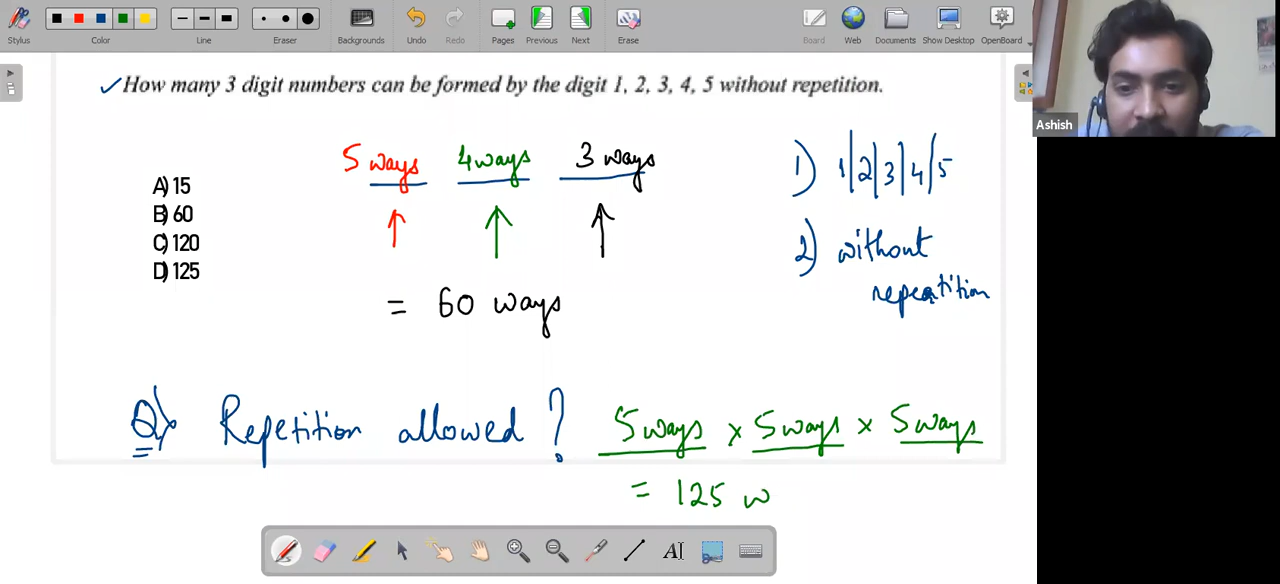 Stylus Color Line Eraser Backgrounds Undo Redo Pages Previous Next Erase Board Web Documents Show Desktop OpenBoard
How many 3 digit numbers can be formed by the digit 1, 2, 3, 4, 5 without repetition.
Ashish
5 ways 4 ways 3 ways
1) 1|2|3|4|5
A) 15
B) 60
C) 120
D) 125
2) without
repeatition
= 60 ways
Q> Repetition allowed ? 5 ways x 5 ways x 5 ways
= 125 w
A